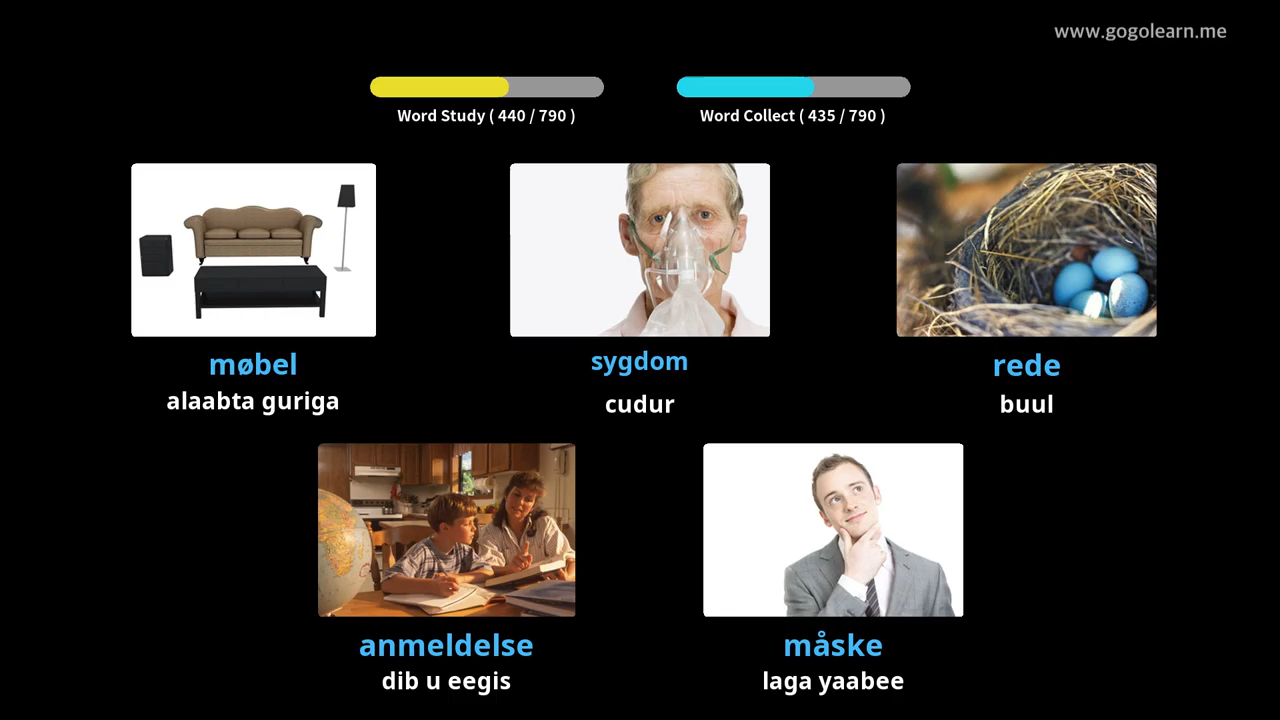 www.gogolearn.me
Word Study ( 440 / 790 )
Word Collect ( 435 / 790 )
møbel
alaabta guriga
sygdom
cudur
rede
buul
anmeldelse
dib u eegis
måske
laga yaabee